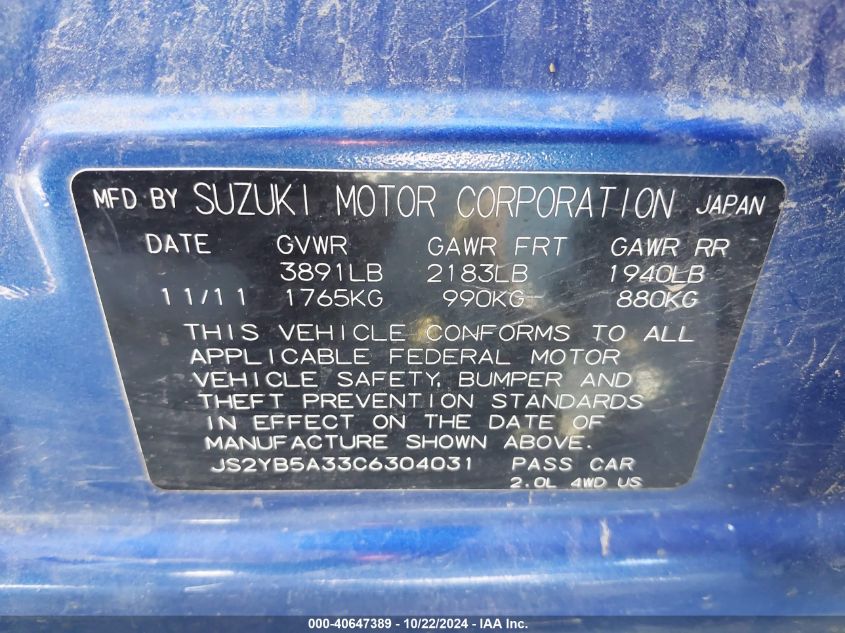 MFD BY SUZUKI MOTOR CORPORATION JAPAN
DATE GVWR GAWR FRT GAWR RR
3891LB 2183LB 1940LB
11/11 1765KG 990KG 880KG
THIS VEHICLE CONFORMS TO ALL
APPLICABLE FEDERAL MOTOR
VEHICLE SAFETY, BUMPER AND
THEFT PREVENTION STANDARDS
IN EFFECT ON THE DATE OF
MANUFACTURE SHOWN ABOVE.
JS2YB5A33C6304031 PASS CAR
2.0L 4WD US
000-40647389 - 10/22/2024 - IAA Inc.